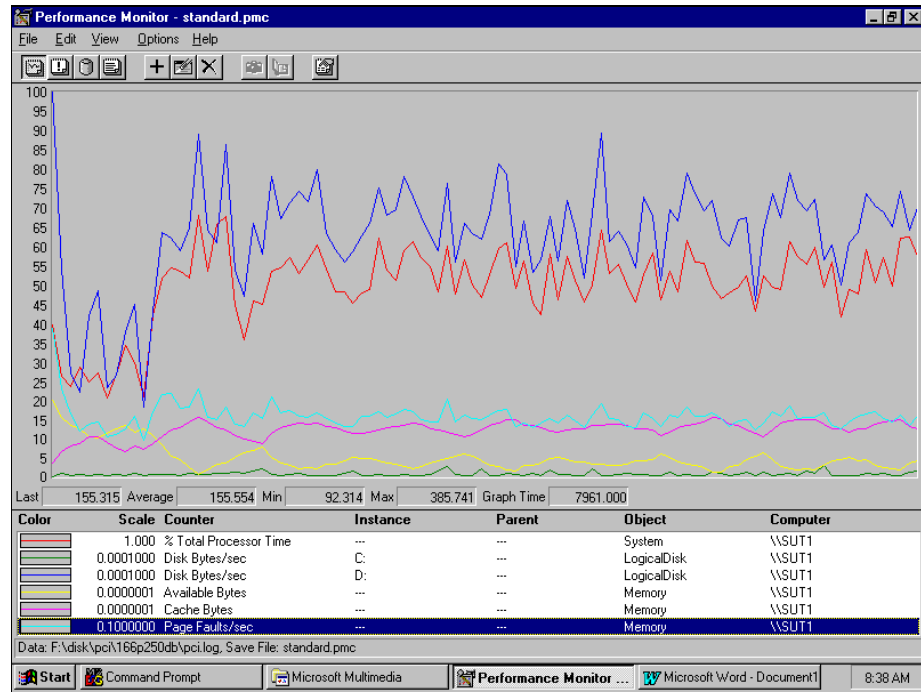 Performance Monitor - standard.pmc
File Edit View Options Help
100
95
90
85
80
75
70
65
60
55
50
45
40
35
30
25
20
15
10
5
0
Last 155.315 Average 155.554 Min 92.314 Max 385.741 Graph Time 7961.000
Color Scale Counter Instance Parent Object Computer
1.000 % Total Processor Time --- --- System \\SUT1
0.0001000 Disk Bytes/sec C: --- LogicalDisk \\SUT1
0.0001000 Disk Bytes/sec D: --- LogicalDisk \\SUT1
0.0000001 Available Bytes --- --- Memory \\SUT1
0.0000001 Cache Bytes --- --- Memory \\SUT1
0.1000000 Page Faults/sec --- --- Memory \\SUT1
Data: F:\disk\pci\166p250db\pci.log, Save File: standard.pmc
Start Command Prompt Microsoft Multimedia Performance Monitor ... Microsoft Word - Document1 8:38 AM